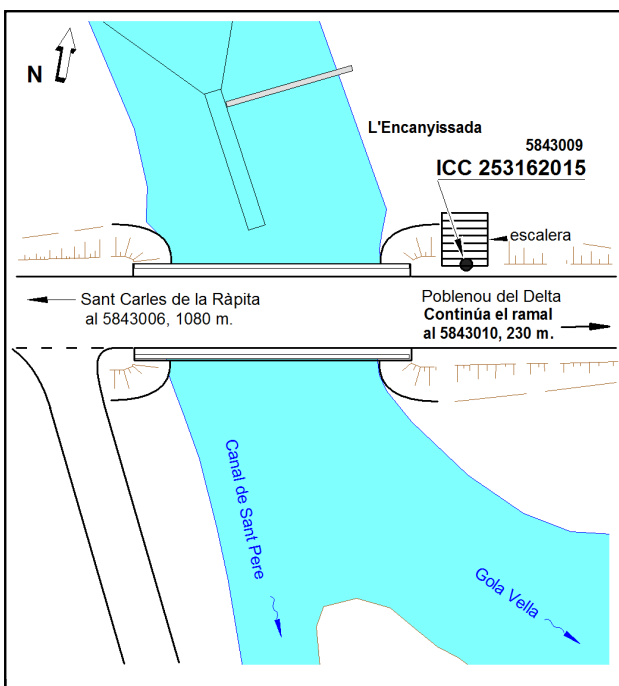 N
L'Encanyissada
5843009
ICC 253162015
escalera
Sant Carles de la Ràpita
al 5843006, 1080 m.
Poblenou del Delta
Continúa el ramal
al 5843010, 230 m.
Canal de Sant Pere
Gola Vella